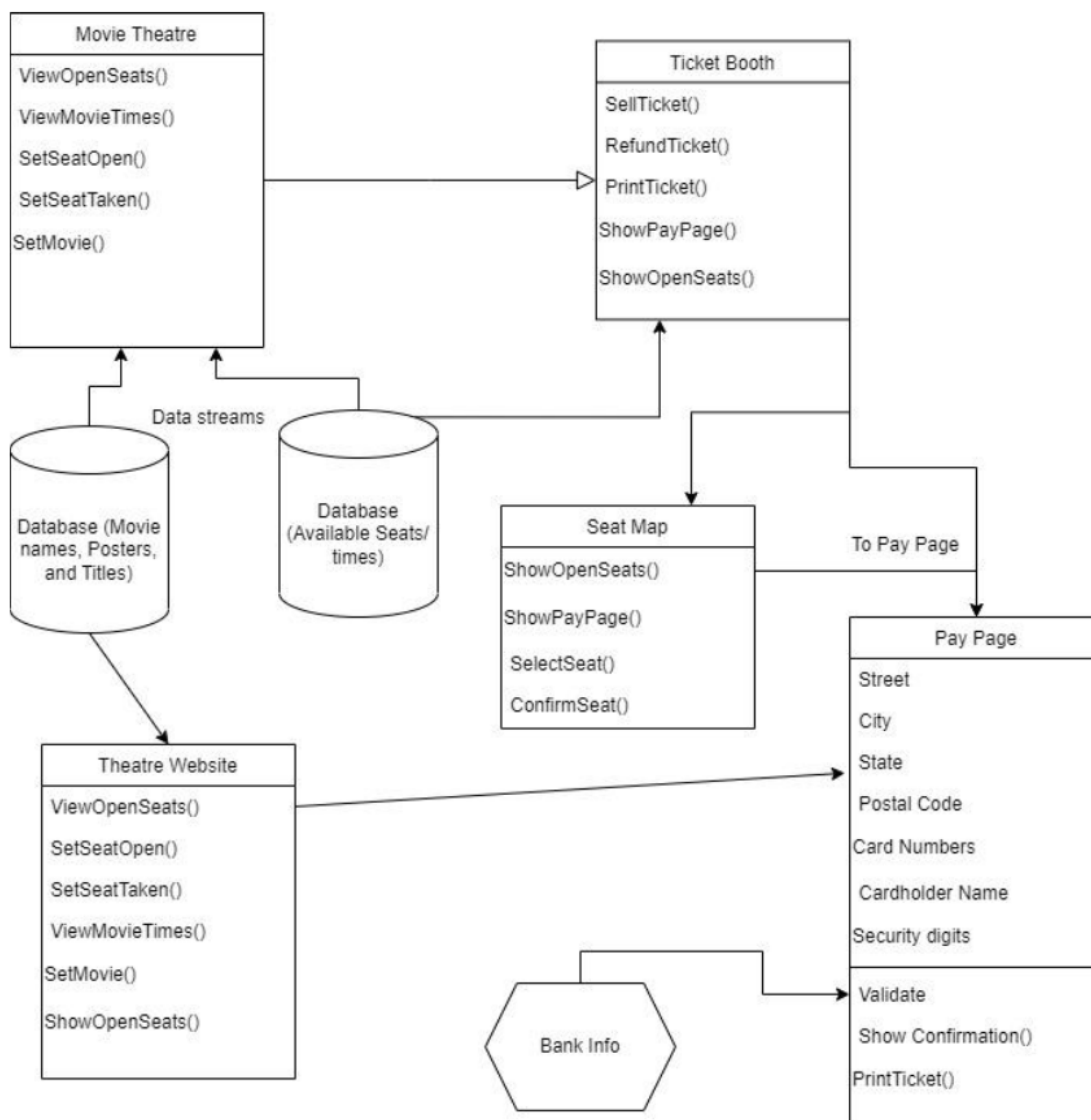 Movie Theatre
ViewOpenSeats()
ViewMovieTimes()
SetSeatOpen()
SetSeatTaken()
SetMovie()
Ticket Booth
SellTicket()
RefundTicket()
PrintTicket()
ShowPayPage()
ShowOpenSeats()
Data streams
Database (Movie
names, Posters,
and Titles)
Database
(Available Seats/
times)
Seat Map
ShowOpenSeats()
ShowPayPage()
SelectSeat()
ConfirmSeat()
To Pay Page
Pay Page
Street
City
State
Postal Code
Card Numbers
Cardholder Name
Security digits
Validate
Show Confirmation()
PrintTicket()
Theatre Website
ViewOpenSeats()
SetSeatOpen()
SetSeatTaken()
ViewMovieTimes()
SetMovie()
ShowOpenSeats()
Bank Info